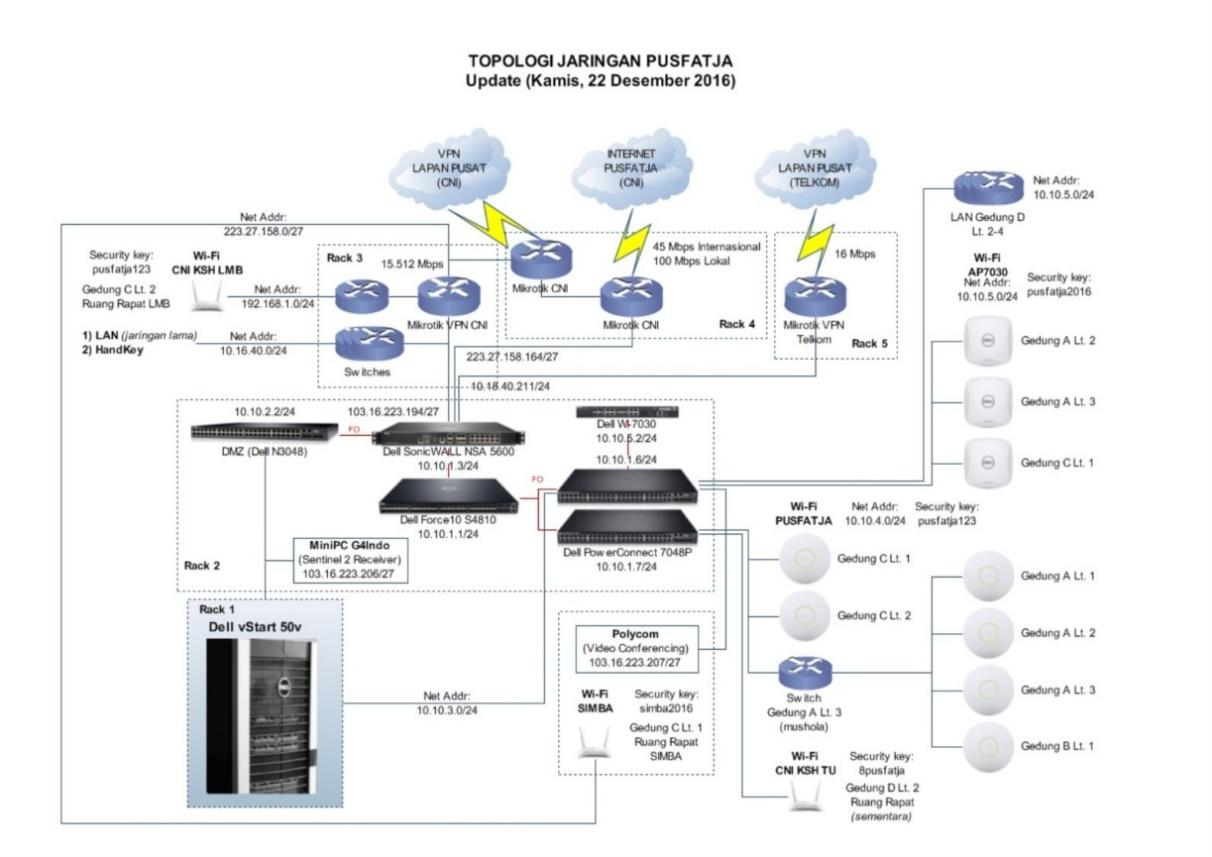 TOPOLOGI JARINGAN PUSFATJA
Update (Kamis, 22 Desember 2016)
VPN
LAPAN PUSAT
(CNI)
INTERNET
PUSFATJA
(CNI)
VPN
LAPAN PUSAT
(TELKOM)
Net Addr:
10.10.5.0/24
LAN Gedung D
Lt. 2-4
Net Addr:
223.27.158.0/27
Security key:
pusfatja123
Wi-Fi
CNI KSH LMB
Gedung C Lt. 2
Ruang Rapat LMB
Net Addr:
192.168.1.0/24
Rack 3
15.512 Mbps
Mikrotik VPN CNI
Mikrotik CNI
45 Mbps Internasional
100 Mbps Lokal
Mikrotik CNI
Rack 4
16 Mbps
Mikrotik VPN
Telkom
Rack 5
1) LAN (jaringan lama)
2) HandKey
Net Addr:
10.16.40.0/24
Switches
223.27.158.164/27
10.18.40.211/24
Wi-Fi
AP7030
Net Addr:
10.10.5.0/24
Security key:
pusfatja2016
Gedung A Lt. 2
Gedung A Lt. 3
Gedung C Lt. 1
10.10.2.2/24
DMZ (Dell N3048)
FO
103.16.223.194/27
Dell SonicWALL NSA 5600
10.10.1.3/24
Dell Force10 S4810
10.10.1.1/24
Dell W-7030
10.10.5.2/24
10.10.1.6/24
FO
Dell PowerConnect 7048P
10.10.1.7/24
MiniPC G4Indo
(Sentinel 2 Receiver)
103.16.223.206/27
Rack 2
Rack 1
Dell vStart 50v
DELL
Net Addr:
10.10.3.0/24
Polycom
(Video Conferencing)
103.16.223.207/27
Wi-Fi
SIMBA
Security key:
simba2016
Gedung C Lt. 1
Ruang Rapat
SIMBA
Wi-Fi
PUSFATJA
Net Addr:
10.10.4.0/24
Security key:
pusfatja123
Gedung C Lt. 1
Gedung C Lt. 2
Switch
Gedung A Lt. 3
(mushola)
Gedung A Lt. 1
Gedung A Lt. 2
Gedung A Lt. 3
Gedung B Lt. 1
Wi-Fi
CNI KSH TU
Security key:
8pusfatja
Gedung D Lt. 2
Ruang Rapat
(sementara)